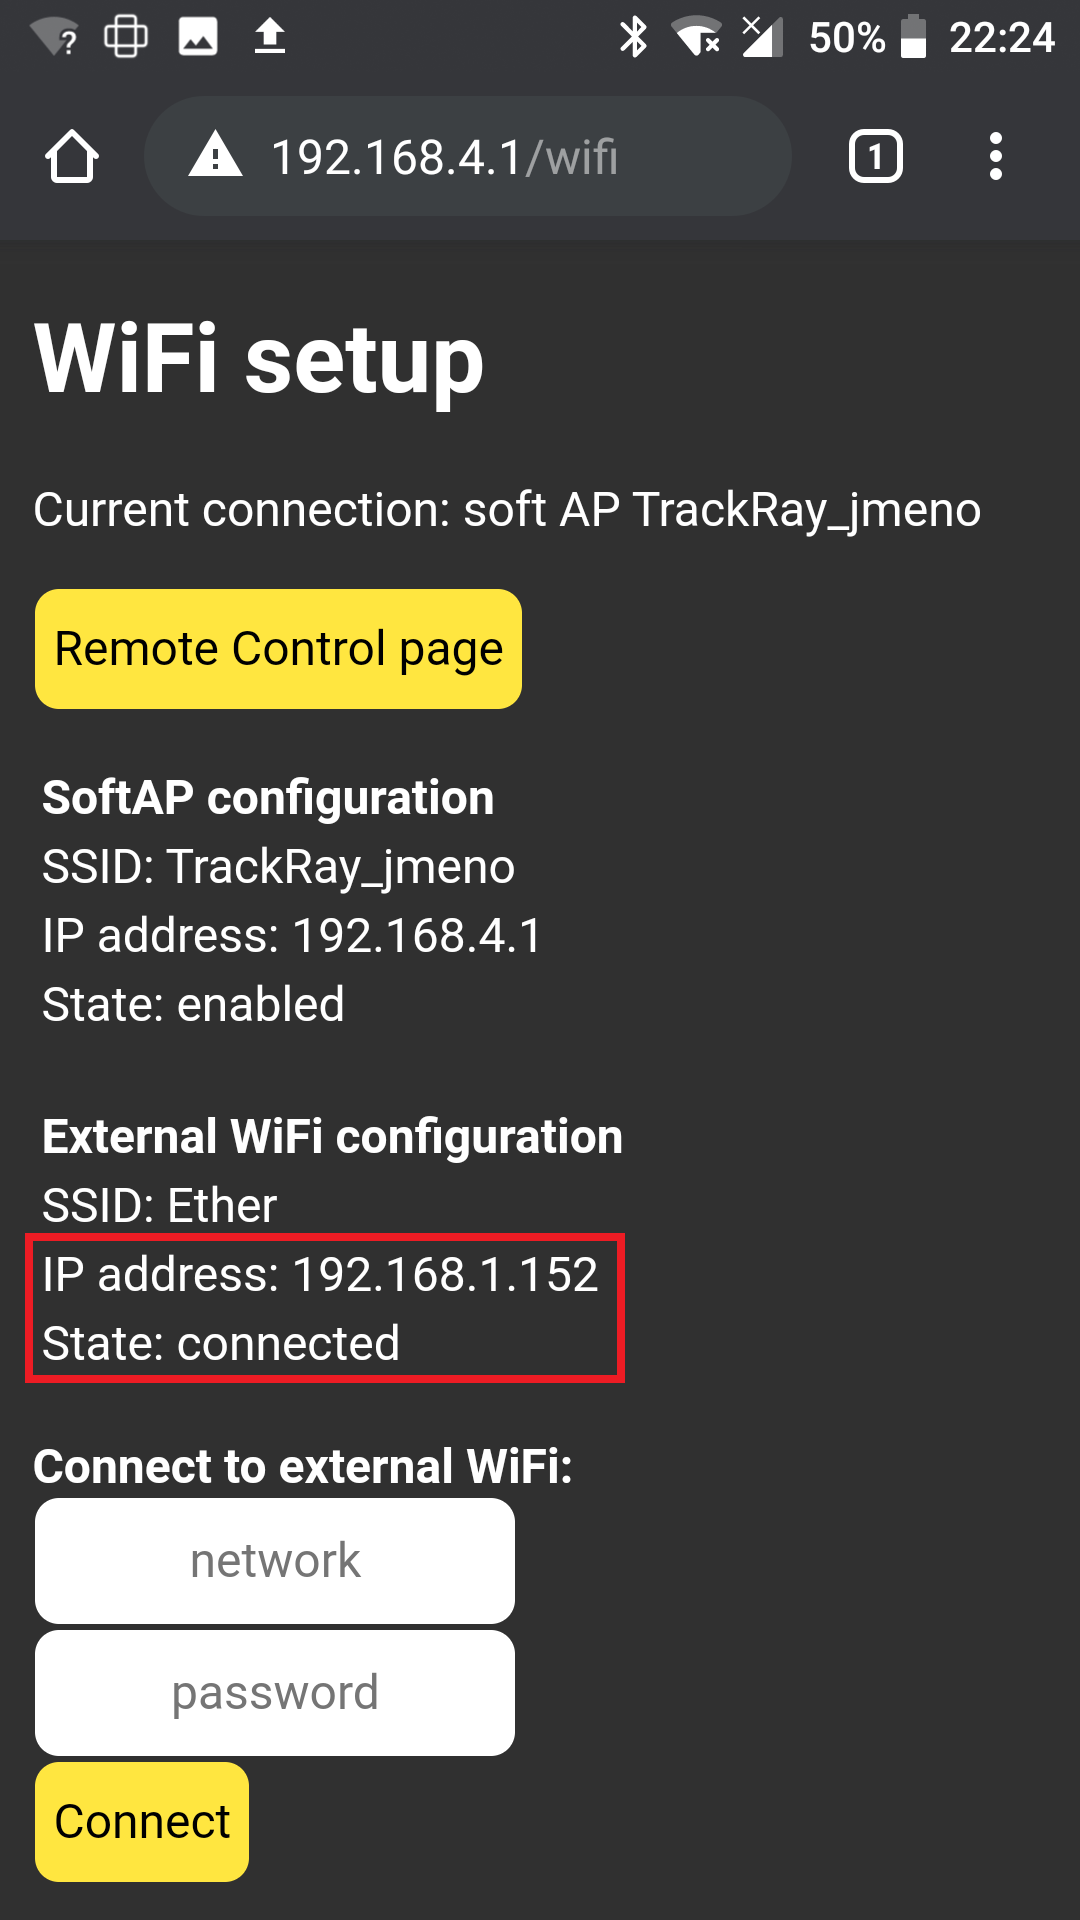 50% 22:24
192.168.4.1/wifi
1
WiFi setup
Current connection: soft AP TrackRay_jmeno
Remote Control page
SoftAP configuration
SSID: TrackRay_jmeno
IP address: 192.168.4.1
State: enabled
External WiFi configuration
SSID: Ether
IP address: 192.168.1.152
State: connected
Connect to external WiFi:
network
password
Connect